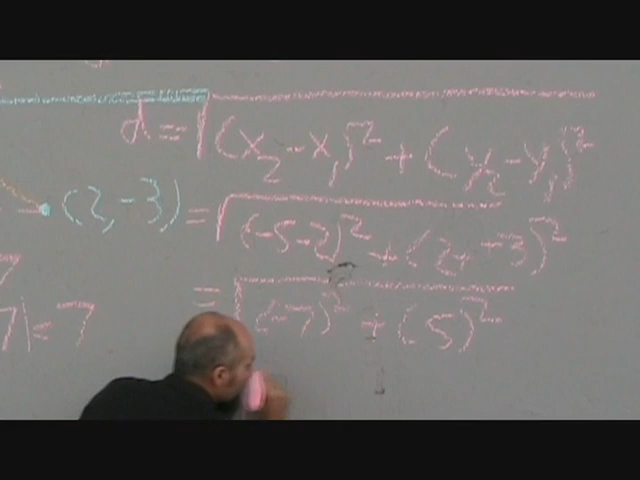 d = √(x₂ - x₁)² + (y₂ - y₁)²
(2, -3) = √(-5-2)² + (2+3)²
7
= √(-7)² + (5)²
7| = 7